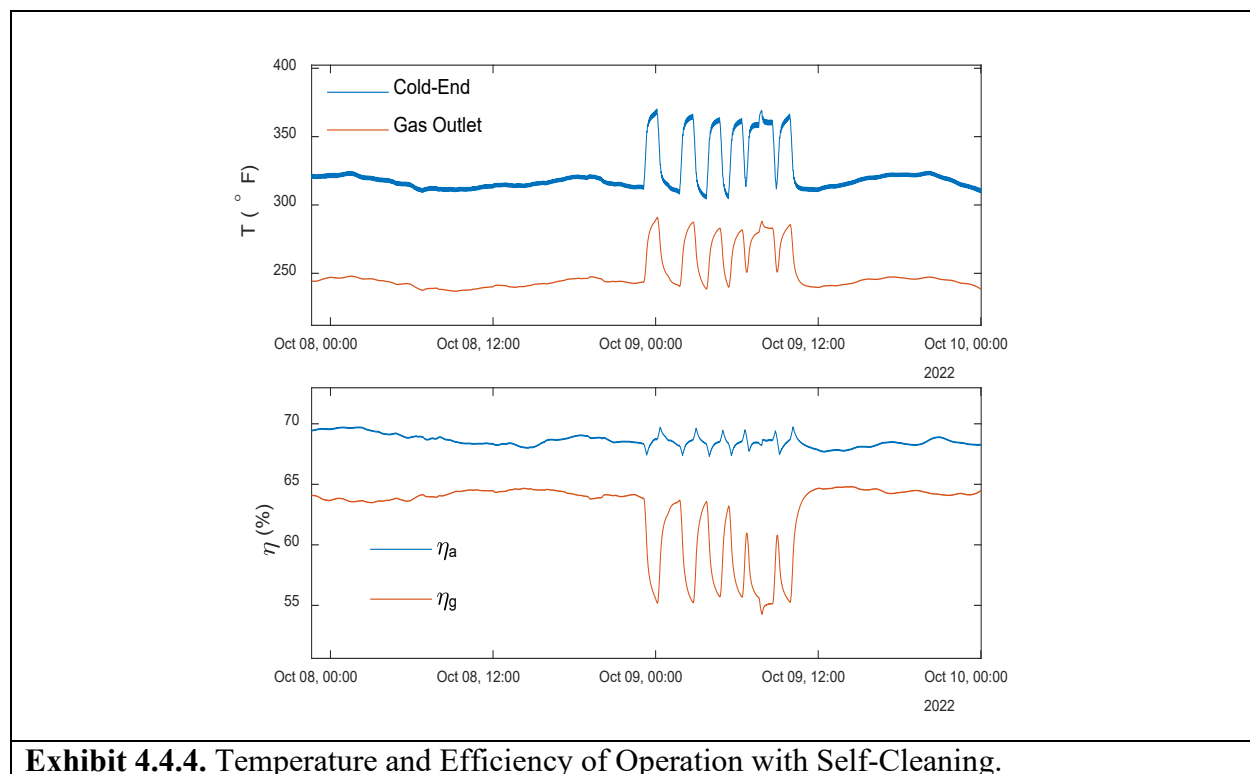 400
Cold-End
Gas Outlet
350
T ( ° F)
300
250
Oct 08, 00:00 Oct 08, 12:00 Oct 09, 00:00 Oct 09, 12:00 Oct 10, 00:00
2022
70
65
η (%)
60
ηa
55
ηg
Oct 08, 00:00 Oct 08, 12:00 Oct 09, 00:00 Oct 09, 12:00 Oct 10, 00:00
2022
Exhibit 4.4.4. Temperature and Efficiency of Operation with Self-Cleaning.